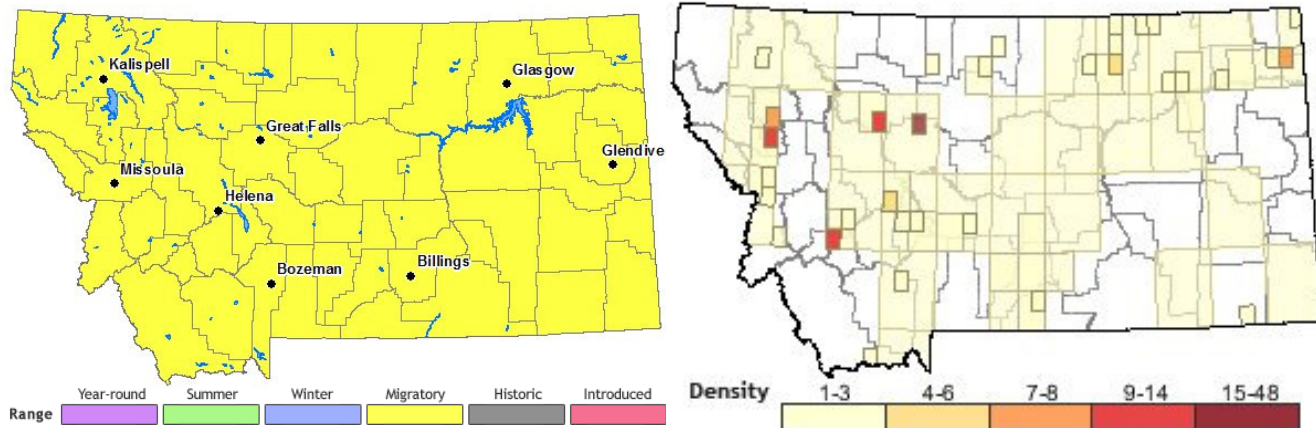 Kalispell
Glasgow
Great Falls
Glendive
Missoula
Helena
Bozeman
Billings
Year-round Summer Winter Migratory Historic Introduced
Range
Density 1-3 4-6 7-8 9-14 15-48